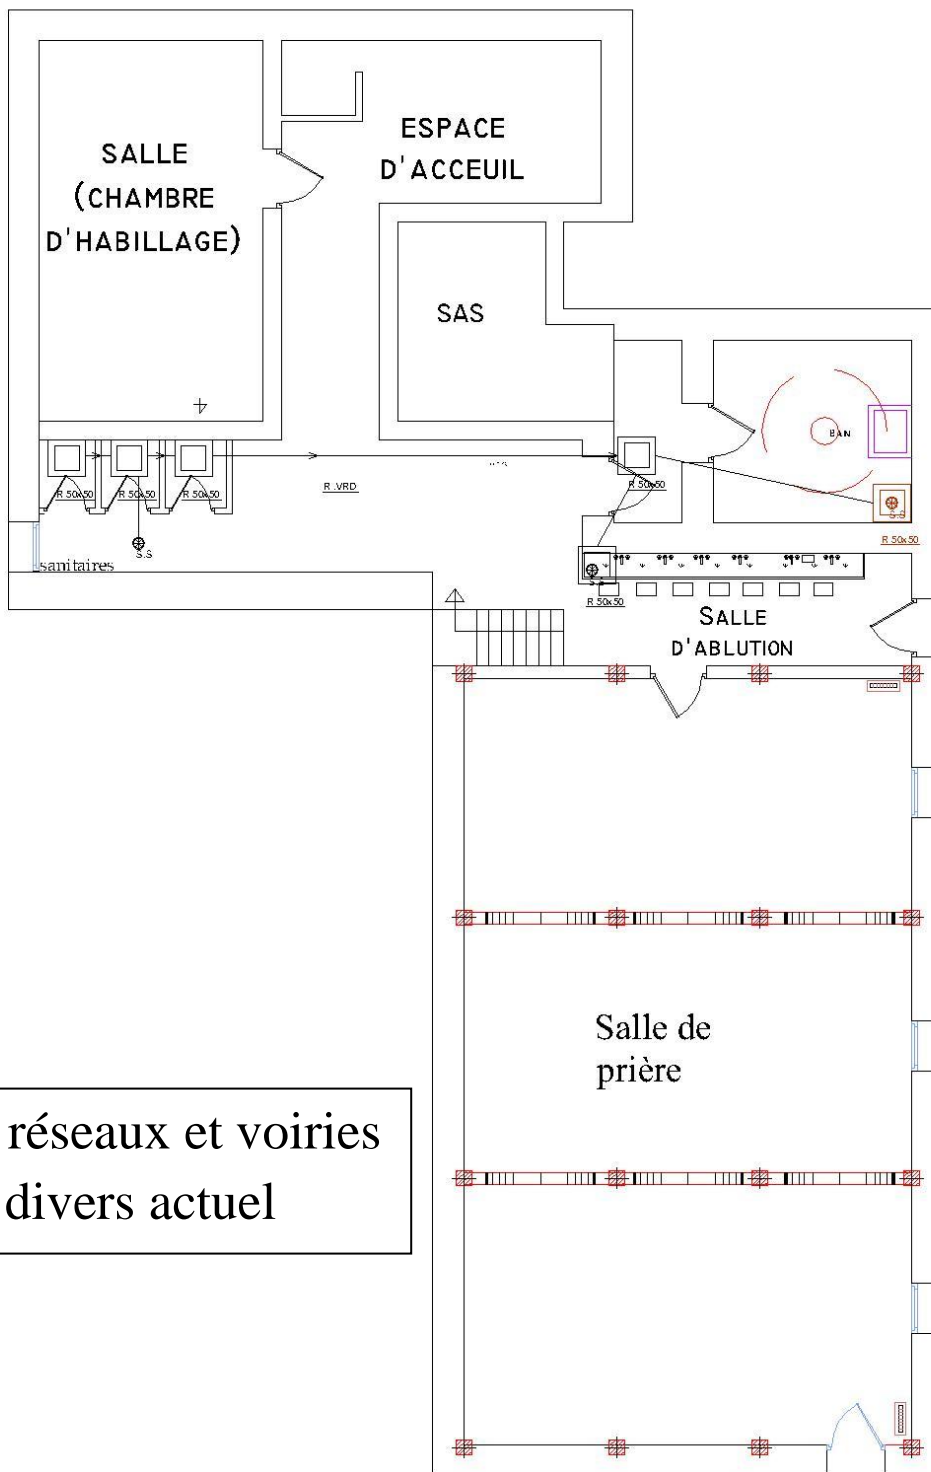 SALLE
(CHAMBRE
D'HABILLAGE)
ESPACE
D'ACCEUIL
SAS
BAN
R 50x50
R 50x50
R 50x50
R .VRD
R 50x50
S.S
R 50x50
S.S
sanitaires
S.S
R 50x50
SALLE
D'ABLUTION
Salle de
prière
réseaux et voiries
divers actuel